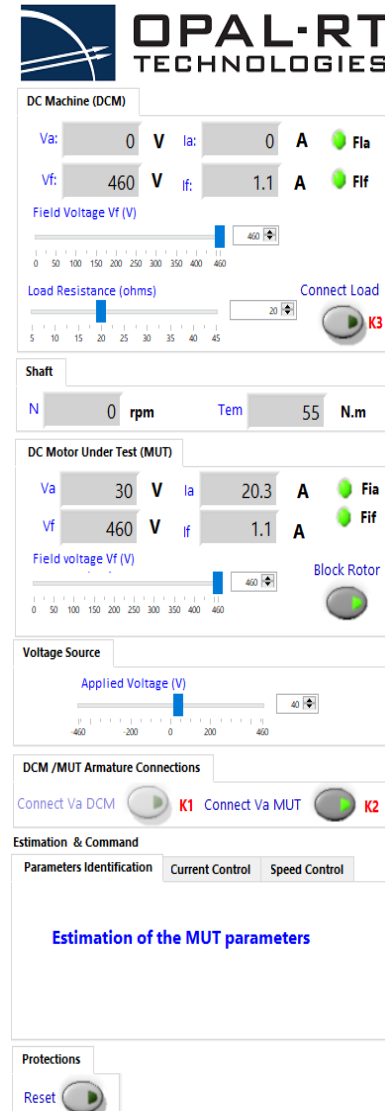 OPAL-RT
TECHNOLOGIES
DC Machine (DCM)
Va: 0 V Ia: 0 A FIa
Vf: 460 V If: 1.1 A FIf
Field Voltage Vf (V)
460
0 50 100 150 200 250 300 350 400 460
Load Resistance (ohms) Connect Load
20
K3
5 10 15 20 25 30 35 40 45
Shaft
N 0 rpm Tem 55 N.m
DC Motor Under Test (MUT)
Va 30 V Ia 20.3 A Fia
Vf 460 V If 1.1 A Fif
Field voltage Vf (V) Block Rotor
460
0 50 100 150 200 250 300 350 400 460
Voltage Source
Applied Voltage (V)
40
-460 -200 0 200 460
DCM /MUT Armature Connections
Connect Va DCM K1 Connect Va MUT K2
Estimation & Command
Parameters Identification Current Control Speed Control
Estimation of the MUT parameters
Protections
Reset